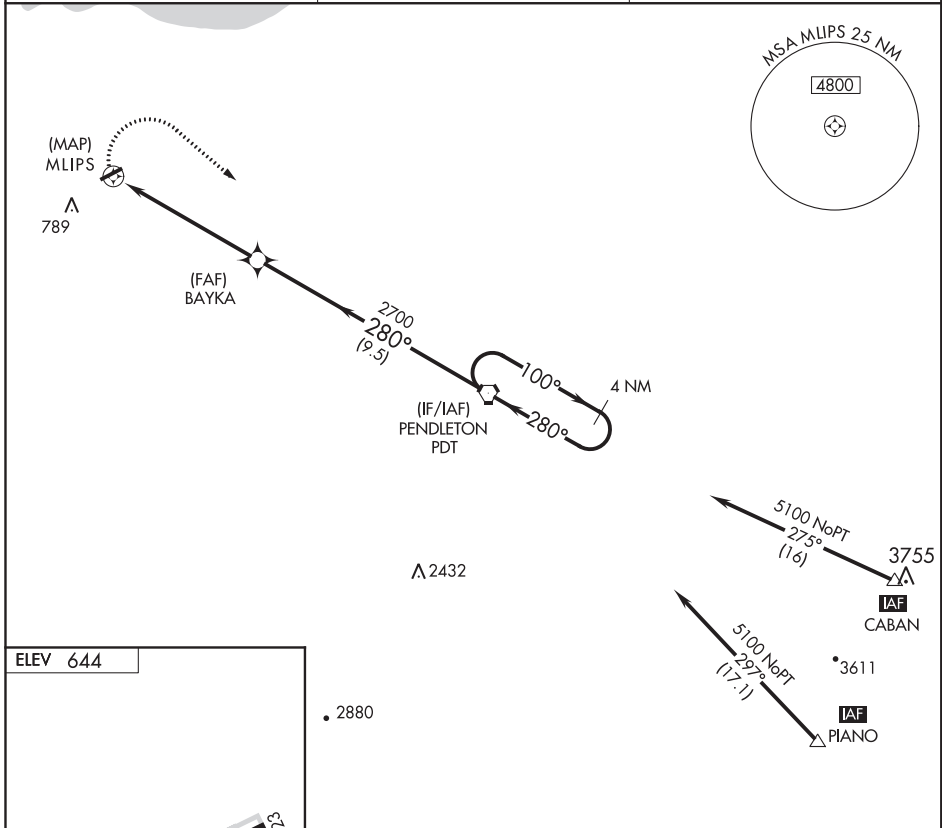 MSA MLIPS 25 NM
4800
(MAP)
MLIPS
789
(FAF)
BAYKA
2700
280°
(9.5)
100°
4 NM
280°
(IF/IAF)
PENDLETON
PDT
5100 NoPT
275°
(16)
3755
IAF
CABAN
2432
5100 NoPT
297°
(17.1)
3611
IAF
PIANO
ELEV 644
2880
23